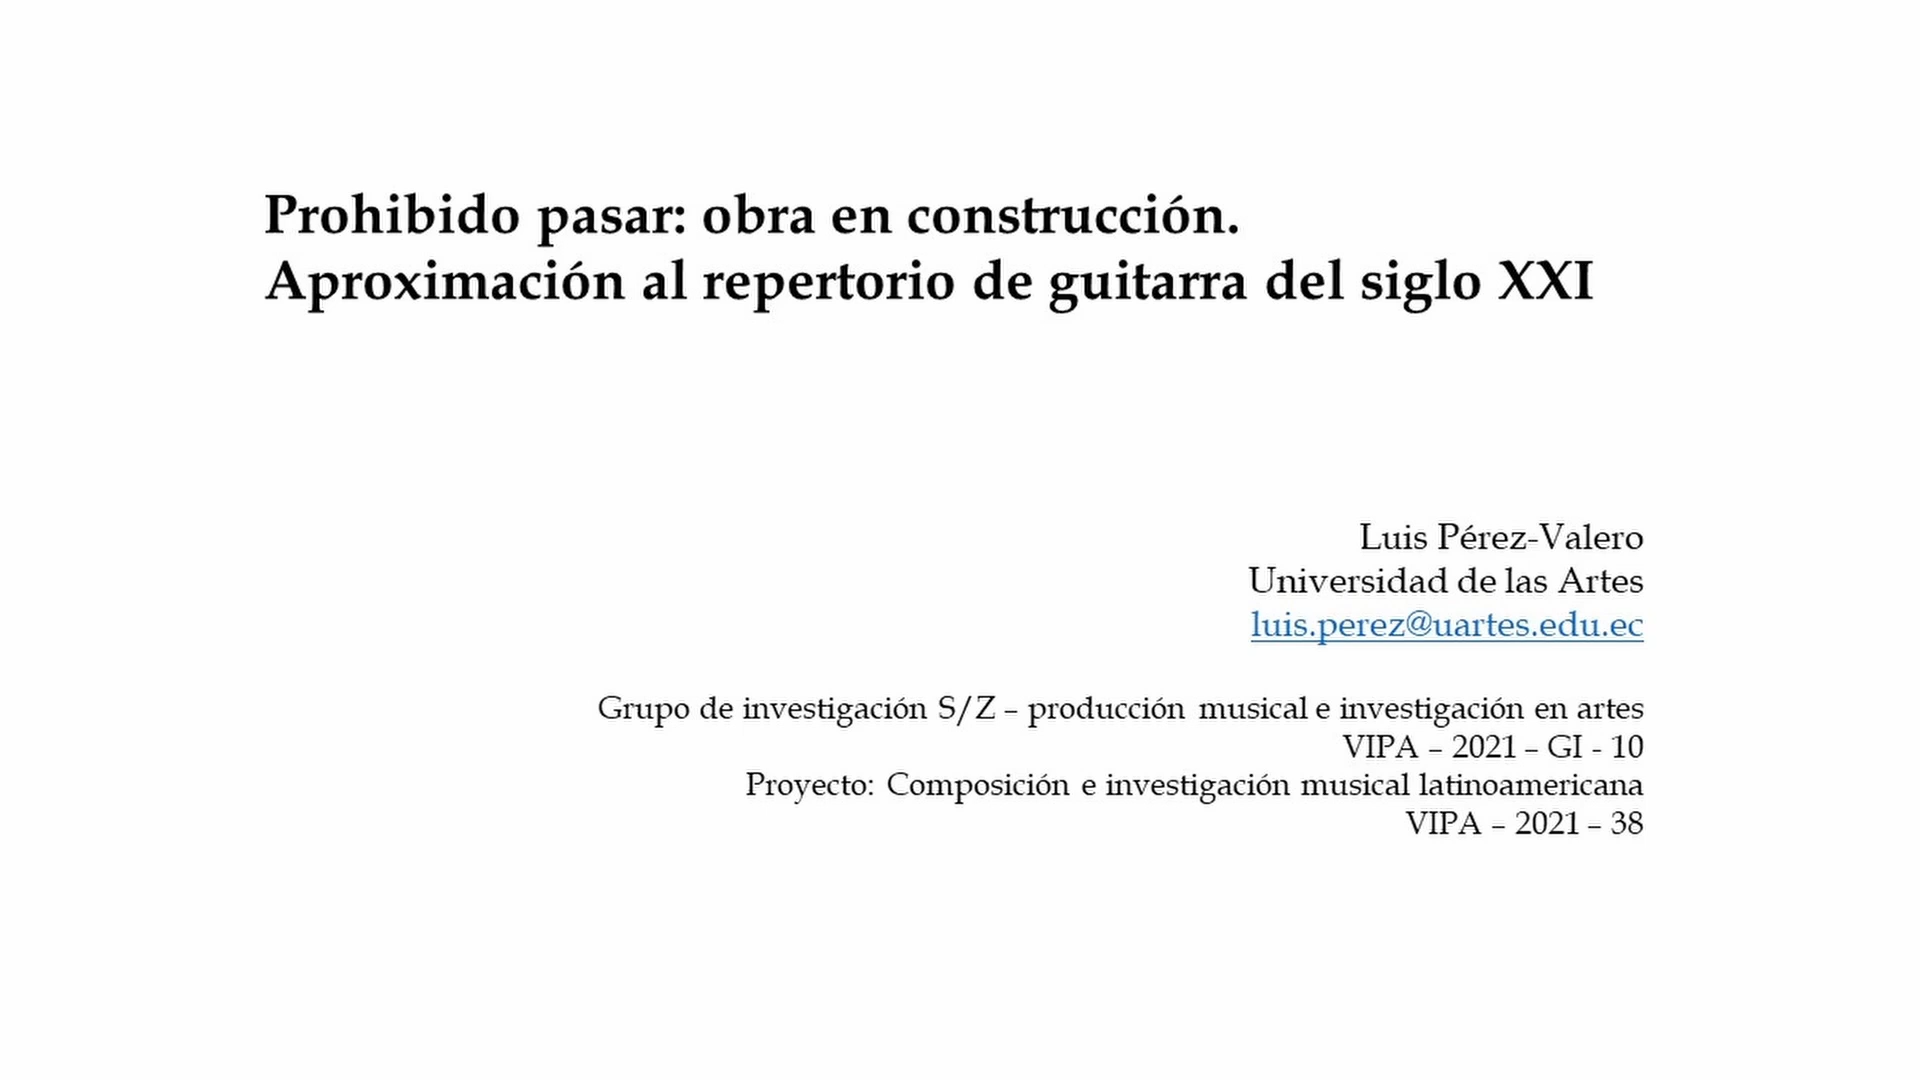 Prohibido pasar: obra en construcción.
Aproximación al repertorio de guitarra del siglo XXI
Luis Pérez-Valero
Universidad de las Artes
luis.perez@uartes.edu.ec
Grupo de investigación S/Z – producción musical e investigación en artes
VIPA – 2021 – GI - 10
Proyecto: Composición e investigación musical latinoamericana
VIPA – 2021 – 38